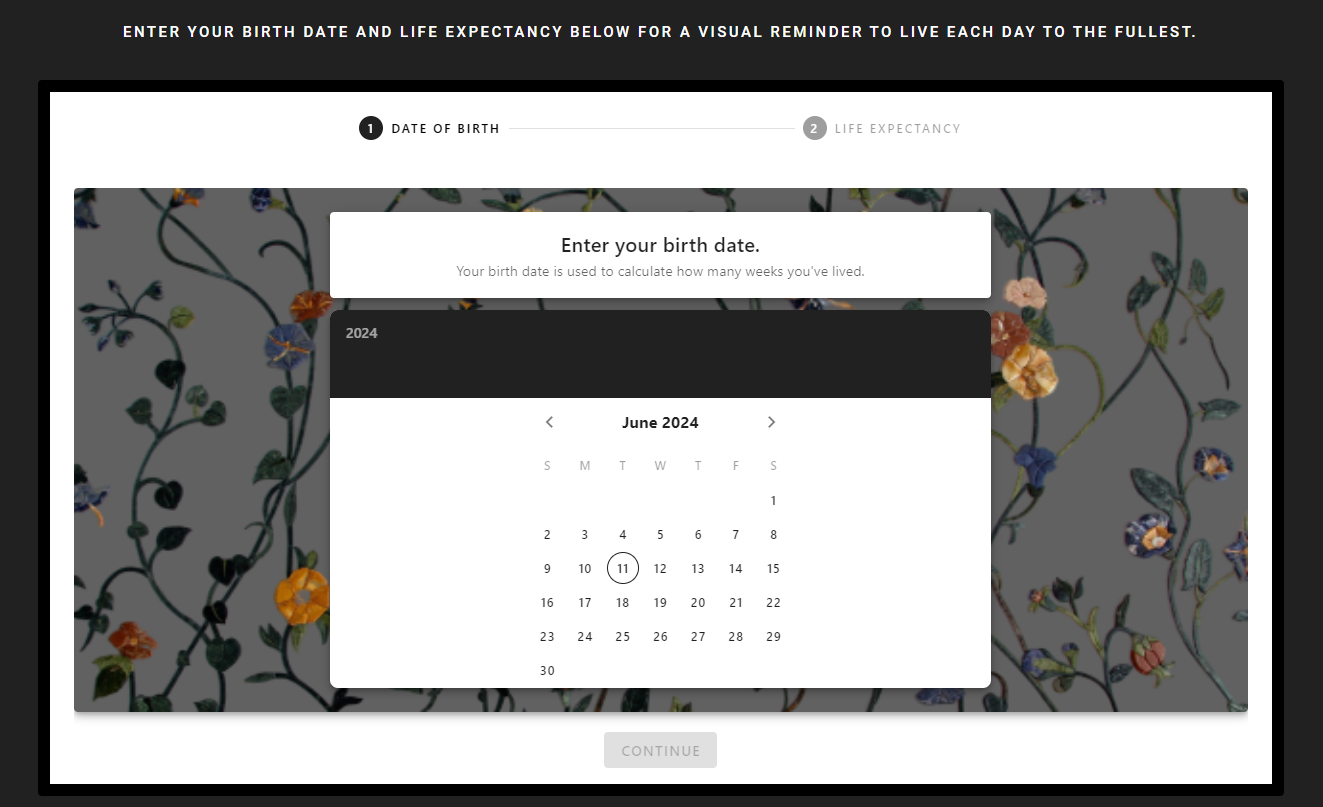 ENTER YOUR BIRTH DATE AND LIFE EXPECTANCY BELOW FOR A VISUAL REMINDER TO LIVE EACH DAY TO THE FULLEST.
1 DATE OF BIRTH 2 LIFE EXPECTANCY
Enter your birth date.
Your birth date is used to calculate how many weeks you've lived.
2024
June 2024
S M T W T F S
1
2 3 4 5 6 7 8
9 10 11 12 13 14 15
16 17 18 19 20 21 22
23 24 25 26 27 28 29
30
CONTINUE